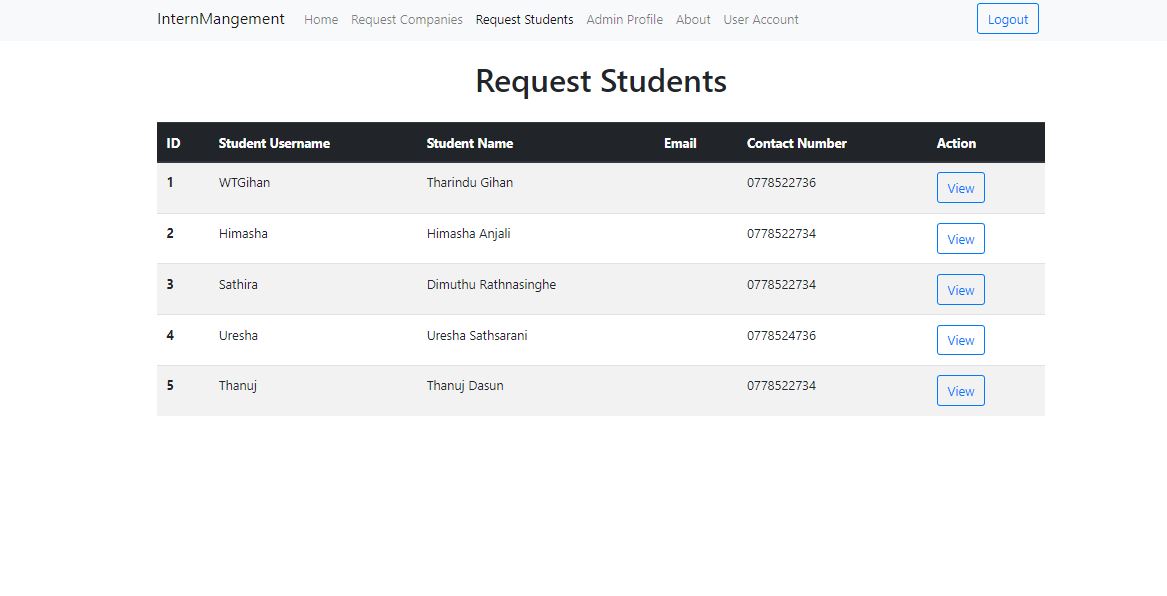 InternMangement Home Request Companies Request Students Admin Profile About User Account Logout
Request Students
ID Student Username Student Name Email Contact Number Action
1 WTGihan Tharindu Gihan 0778522736 View
2 Himasha Himasha Anjali 0778522734 View
3 Sathira Dimuthu Rathnasinghe 0778522734 View
4 Uresha Uresha Sathsarani 0778524736 View
5 Thanuj Thanuj Dasun 0778522734 View